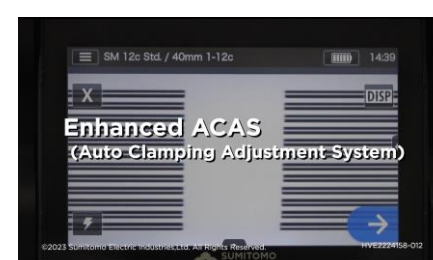 SM 12c Std. / 40mm 1-12c
14:39
X
DISP
Enhanced ACAS
(Auto Clamping Adjustment System)
©2023 Sumitomo Electric Industries,Ltd. All Rights Reserved.
HVE2224158-012
SUMITOMO